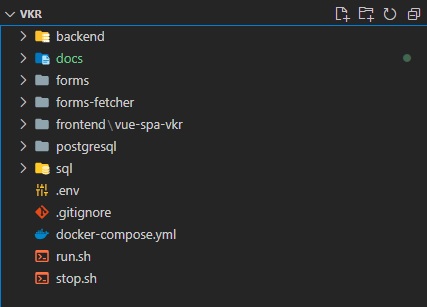 VKR
backend
docs
forms
forms-fetcher
frontend\vue-spa-vkr
postgresql
sql
.env
.gitignore
docker-compose.yml
run.sh
stop.sh